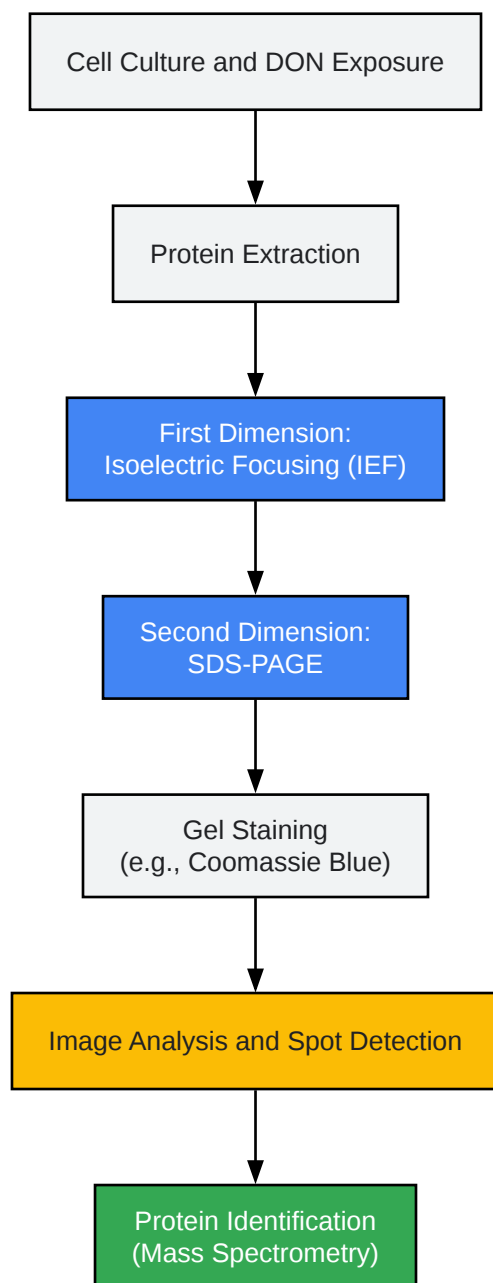 Cell Culture and DON Exposure
Protein Extraction
First Dimension:
Isoelectric Focusing (IEF)
Second Dimension:
SDS-PAGE
Gel Staining
(e.g., Coomassie Blue)
Image Analysis and Spot Detection
Protein Identification
(Mass Spectrometry)